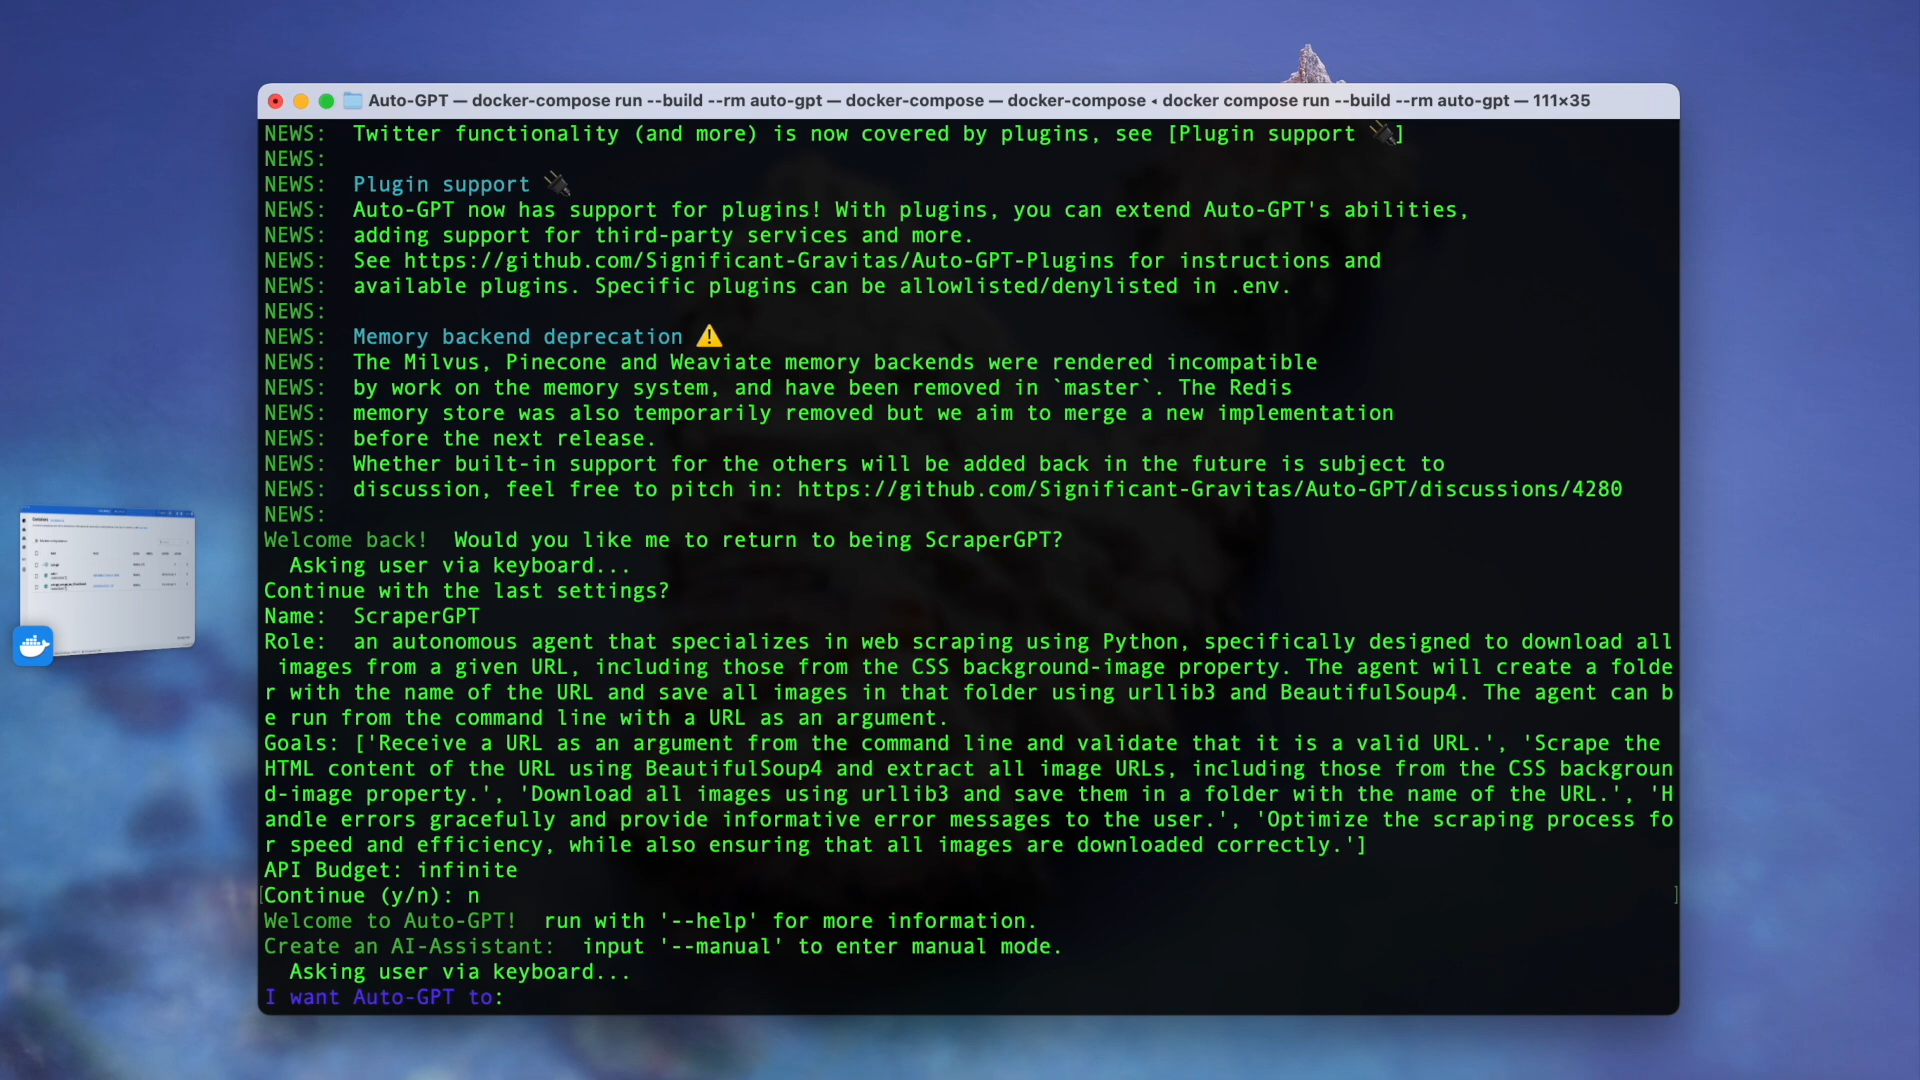 Auto-GPT — docker-compose run --build --rm auto-gpt — docker-compose — docker-compose ◂ docker compose run --build --rm auto-gpt — 111×35
NEWS:  Twitter functionality (and more) is now covered by plugins, see [Plugin support 🔌]
NEWS:
NEWS:  Plugin support 🔌
NEWS:  Auto-GPT now has support for plugins! With plugins, you can extend Auto-GPT's abilities,
NEWS:  adding support for third-party services and more.
NEWS:  See https://github.com/Significant-Gravitas/Auto-GPT-Plugins for instructions and
NEWS:  available plugins. Specific plugins can be allowlisted/denylisted in .env.
NEWS:
NEWS:  Memory backend deprecation ⚠️
NEWS:  The Milvus, Pinecone and Weaviate memory backends were rendered incompatible
NEWS:  by work on the memory system, and have been removed in `master`. The Redis
NEWS:  memory store was also temporarily removed but we aim to merge a new implementation
NEWS:  before the next release.
NEWS:  Whether built-in support for the others will be added back in the future is subject to
NEWS:  discussion, feel free to pitch in: https://github.com/Significant-Gravitas/Auto-GPT/discussions/4280
NEWS:
Welcome back!  Would you like me to return to being ScraperGPT?
  Asking user via keyboard...
Continue with the last settings?
Name:  ScraperGPT
Role:  an autonomous agent that specializes in web scraping using Python, specifically designed to download all
 images from a given URL, including those from the CSS background-image property. The agent will create a folde
r with the name of the URL and save all images in that folder using urllib3 and BeautifulSoup4. The agent can b
e run from the command line with a URL as an argument.
Goals: ['Receive a URL as an argument from the command line and validate that it is a valid URL.', 'Scrape the
HTML content of the URL using BeautifulSoup4 and extract all image URLs, including those from the CSS backgroun
d-image property.', 'Download all images using urllib3 and save them in a folder with the name of the URL.', 'H
andle errors gracefully and provide informative error messages to the user.', 'Optimize the scraping process fo
r speed and efficiency, while also ensuring that all images are downloaded correctly.']
API Budget: infinite
[Continue (y/n): n ]
Welcome to Auto-GPT!  run with '--help' for more information.
Create an AI-Assistant:  input '--manual' to enter manual mode.
  Asking user via keyboard...
I want Auto-GPT to: